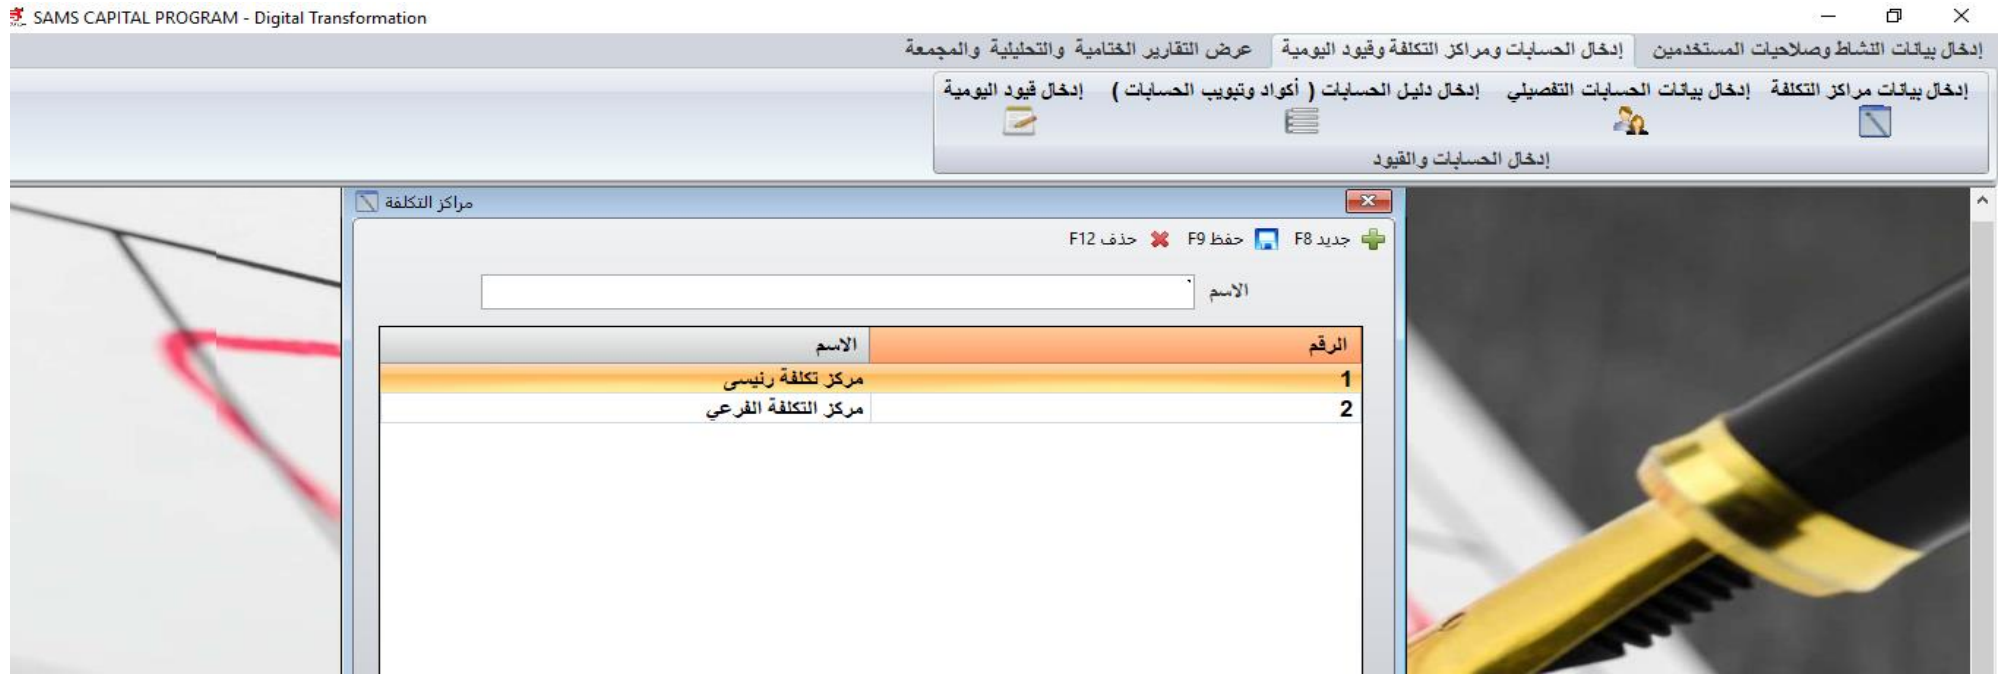 SAMS CAPITAL PROGRAM - Digital Transformation
إدخال بيانات النشاط وصلاحيات المستخدمين إدخال الحسابات ومراكز التكلفة وقيود اليومية عرض التقارير الختامية والتحليلية والمجمعة
إدخال بيانات مراكز التكلفة إدخال بيانات الحسابات التفصيلي إدخال دليل الحسابات ( أكواد وتبويب الحسابات ) إدخال قيود اليومية
إدخال الحسابات والقيود
مراكز التكلفة
جديد F8 حفظ F9 حذف F12
الاسم
الرقم الاسم
1 مركز تكلفة رئيسى
2 مركز التكلفة الفرعي